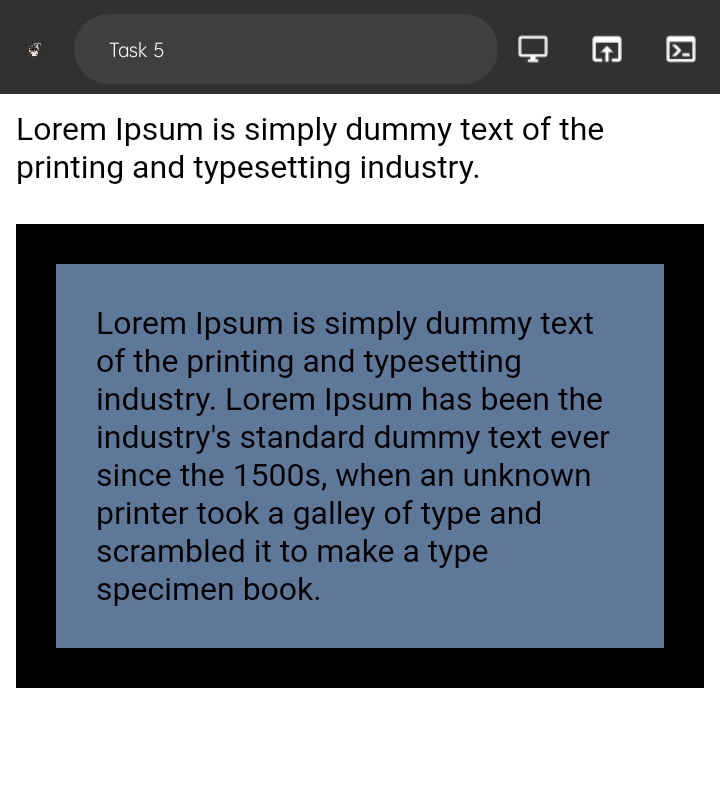 Task 5
Lorem Ipsum is simply dummy text of the
printing and typesetting industry.
Lorem Ipsum is simply dummy text
of the printing and typesetting
industry. Lorem Ipsum has been the
industry's standard dummy text ever
since the 1500s, when an unknown
printer took a galley of type and
scrambled it to make a type
specimen book.